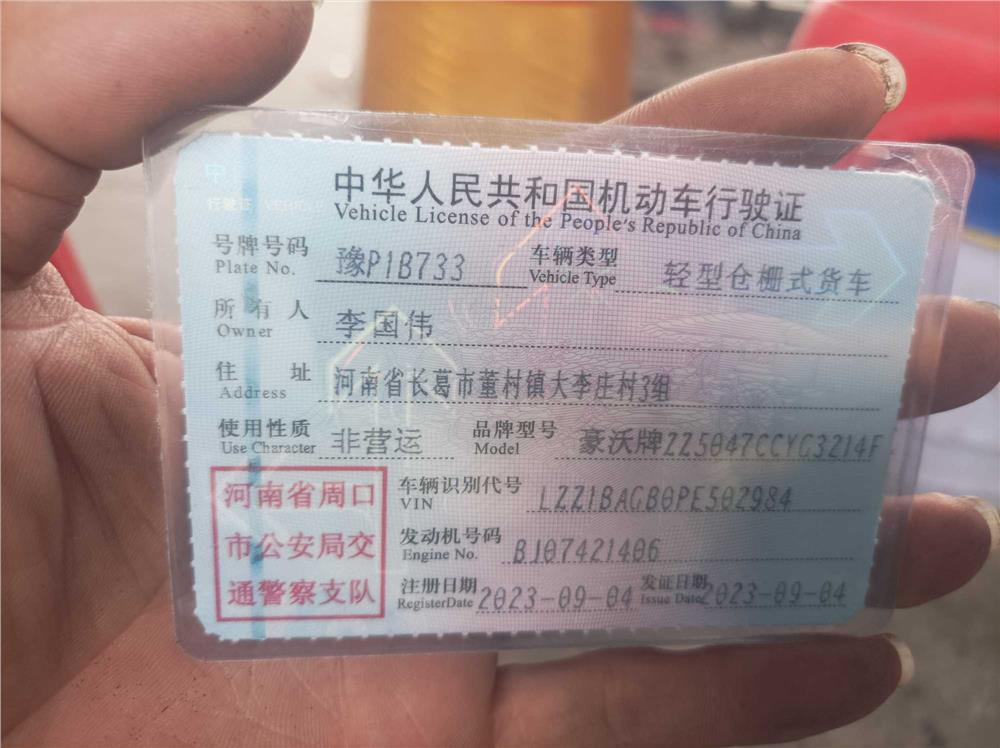 中华人民共和国机动车行驶证
Vehicle License of the People's Republic of China
号牌号码 豫P1B733 车辆类型 轻型仓栅式货车
Plate No. Vehicle Type
所有人 李国伟
Owner
住址 河南省长葛市董村镇大李庄村3组
Address
使用性质 非营运 品牌型号 豪沃牌ZZ5047CCYG3214F
Use Character Model
河南省周口
市公安局交
通警察支队
车辆识别代号 LZZ1BAGB0PE502984
VIN
发动机号码 BJ07421406
Engine No.
注册日期 2023-09-04 发证日期 2023-09-04
RegisterDate Issue Date